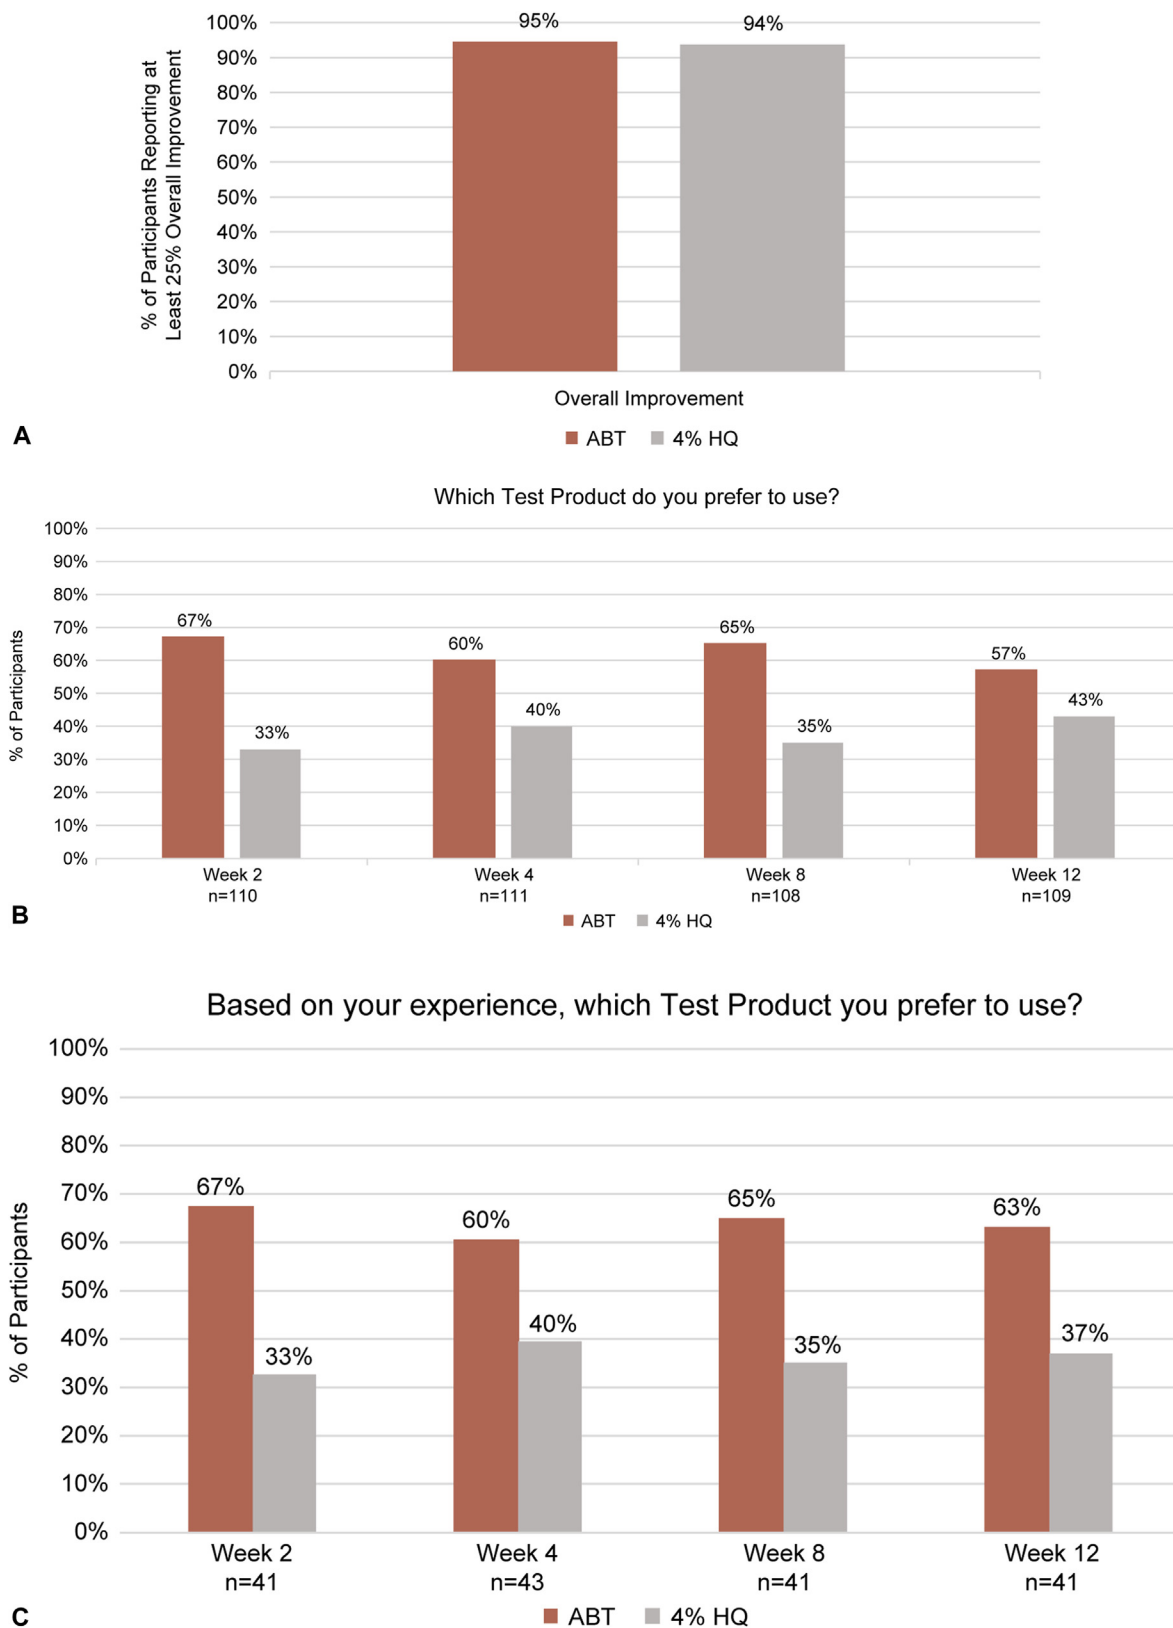 100%
90%
80%
70%
60%
50%
40%
30%
20%
10%
0%
% of Participants Reporting at
Least 25% Overall Improvement
95%
94%
Overall Improvement
ABT
4% HQ
A
Which Test Product do you prefer to use?
100%
90%
80%
70%
60%
50%
40%
30%
20%
10%
0%
% of Participants
67%
33%
60%
40%
65%
35%
57%
43%
Week 2
n=110
Week 4
n=111
Week 8
n=108
Week 12
n=109
ABT
4% HQ
B
Based on your experience, which Test Product you prefer to use?
100%
90%
80%
70%
60%
50%
40%
30%
20%
10%
0%
% of Participants
67%
33%
60%
40%
65%
35%
63%
37%
Week 2
n=41
Week 4
n=43
Week 8
n=41
Week 12
n=41
ABT
4% HQ
C